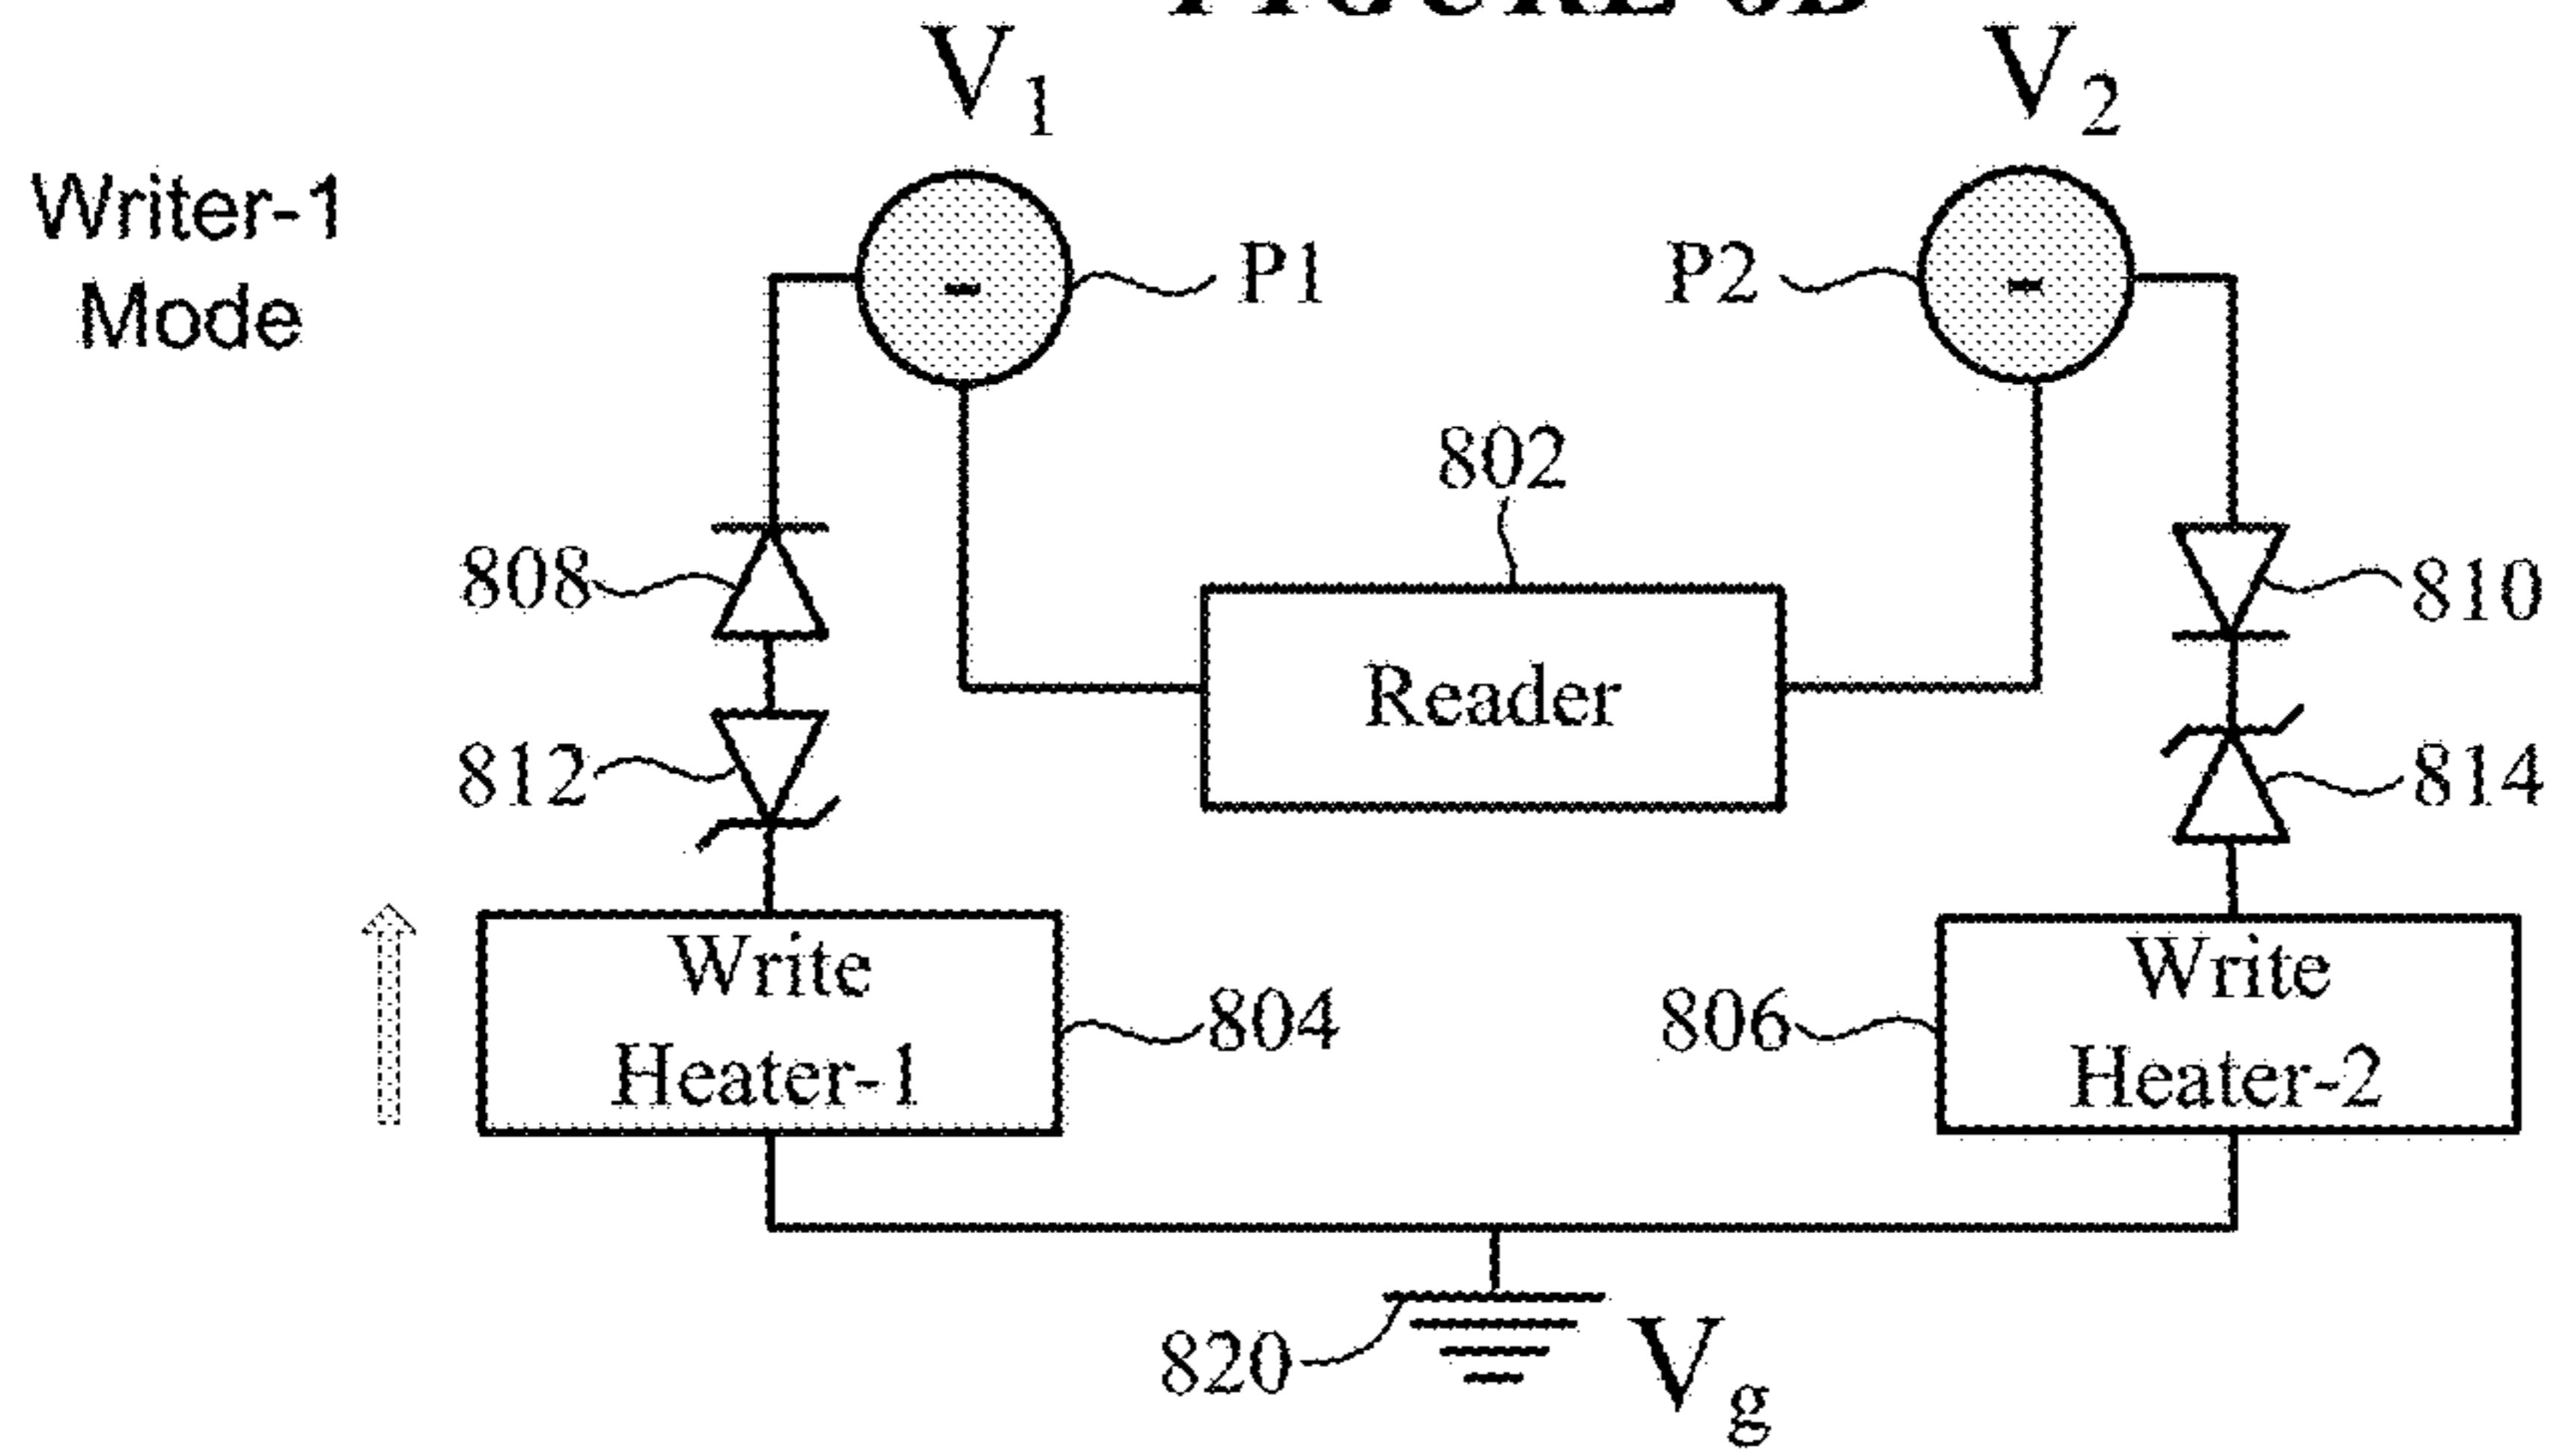 V1
V2
Writer-1
Mode
-
P1
P2
-
802
808
810
Reader
812
814
Write
Heater-1
804
806
Write
Heater-2
820
Vg